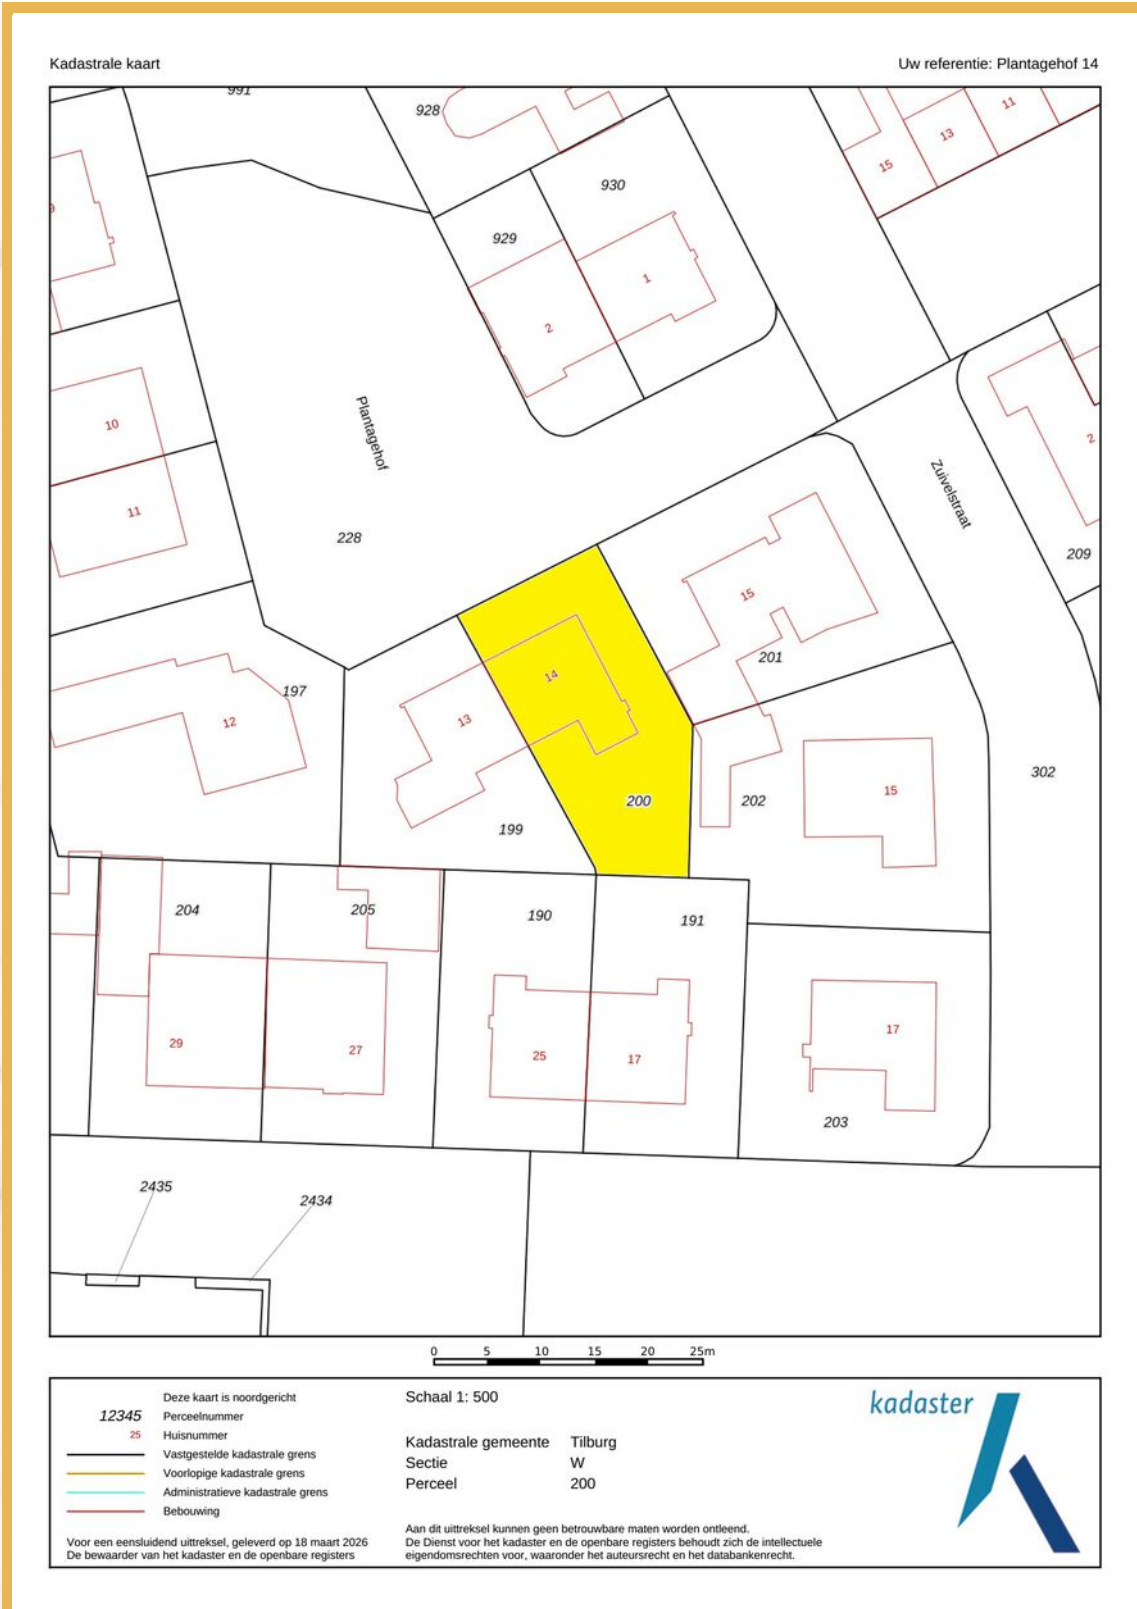 Kadastrale kaart
Uw referentie: Plantagehof 14
991
928
11
13
15
930
929
9
1
2
10
Plantagehof
2
11
Zuivelstraat
228
209
15
201
197
14
13
12
302
200
202
15
199
204
205
190
191
29
27
25
17
17
203
2435
2434
0 5 10 15 20 25m
Deze kaart is noordgericht
12345 Perceelnummer
25 Huisnummer
Vastgestelde kadastrale grens
Voorlopige kadastrale grens
Administratieve kadastrale grens
Bebouwing
Voor een eensluidend uittreksel, geleverd op 18 maart 2026
De bewaarder van het kadaster en de openbare registers
Schaal 1: 500
Kadastrale gemeente Tilburg
Sectie W
Perceel 200
Aan dit uittreksel kunnen geen betrouwbare maten worden ontleend.
De Dienst voor het kadaster en de openbare registers behoudt zich de intellectuele
eigendomsrechten voor, waaronder het auteursrecht en het databankenrecht.
kadaster